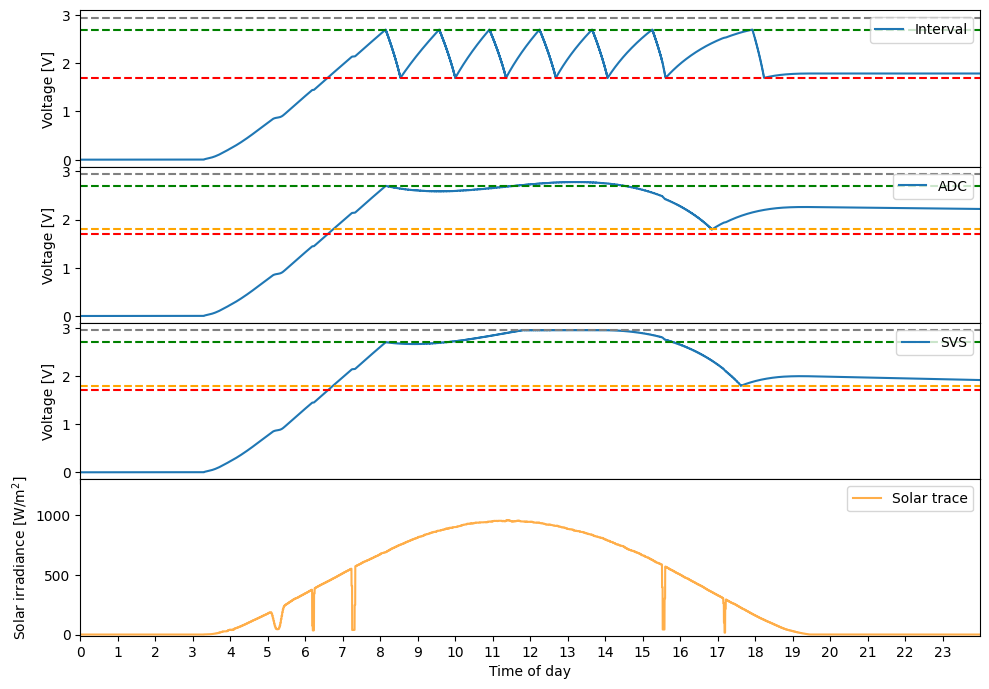 3
2
1
0
Voltage [V]
Interval
3
2
1
0
Voltage [V]
ADC
3
2
1
0
Voltage [V]
SVS
1000
500
0
Solar irradiance [W/m²]
Solar trace
0 1 2 3 4 5 6 7 8 9 10 11 12 13 14 15 16 17 18 19 20 21 22 23
Time of day